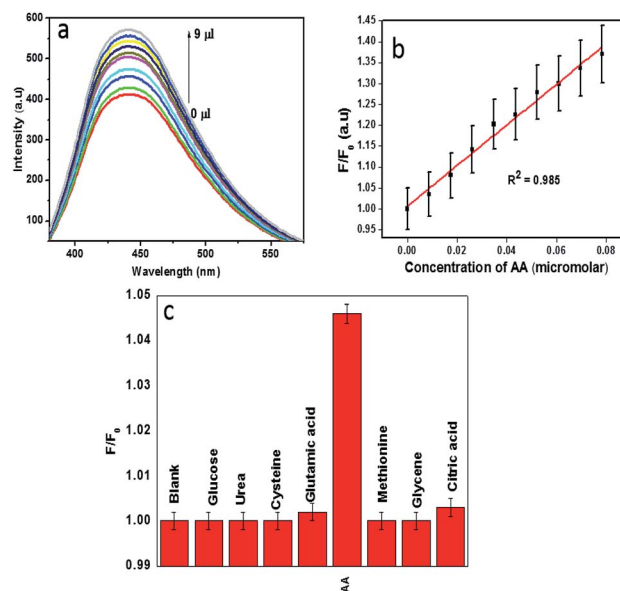 a
600
500
400
300
200
100
Intensity (a.u)
9 µl
0 µl
400
450
500
550
Wavelength (nm)
b
1.45
1.40
1.35
1.30
1.25
1.20
1.15
1.10
1.05
1.00
0.95
F/F₀ (a.u)
R² = 0.985
0.00
0.02
0.04
0.06
0.08
Concentration of AA (micromolar)
c
1.05
1.04
1.03
1.02
1.01
1.00
0.99
F/F₀
Blank
Glucose
Urea
Cysteine
Glutamic acid
AA
Methionine
Glycene
Citric acid